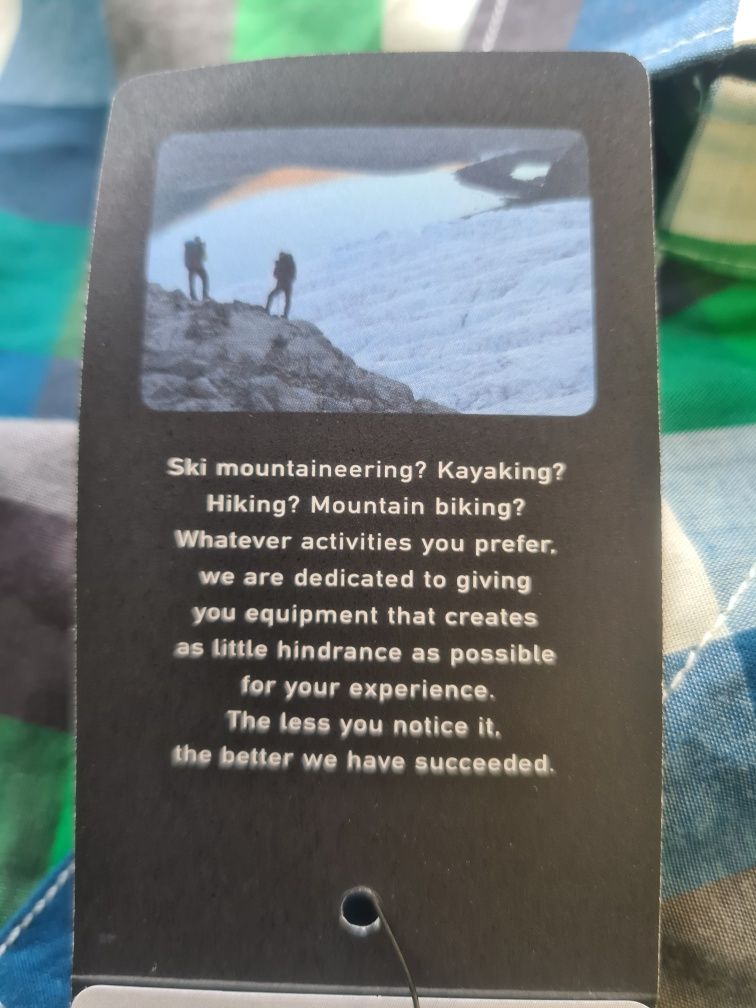 Ski mountaineering? Kayaking?
Hiking? Mountain biking?
Whatever activities you prefer,
we are dedicated to giving
you equipment that creates
as little hindrance as possible
for your experience.
The less you notice it,
the better we have succeeded.